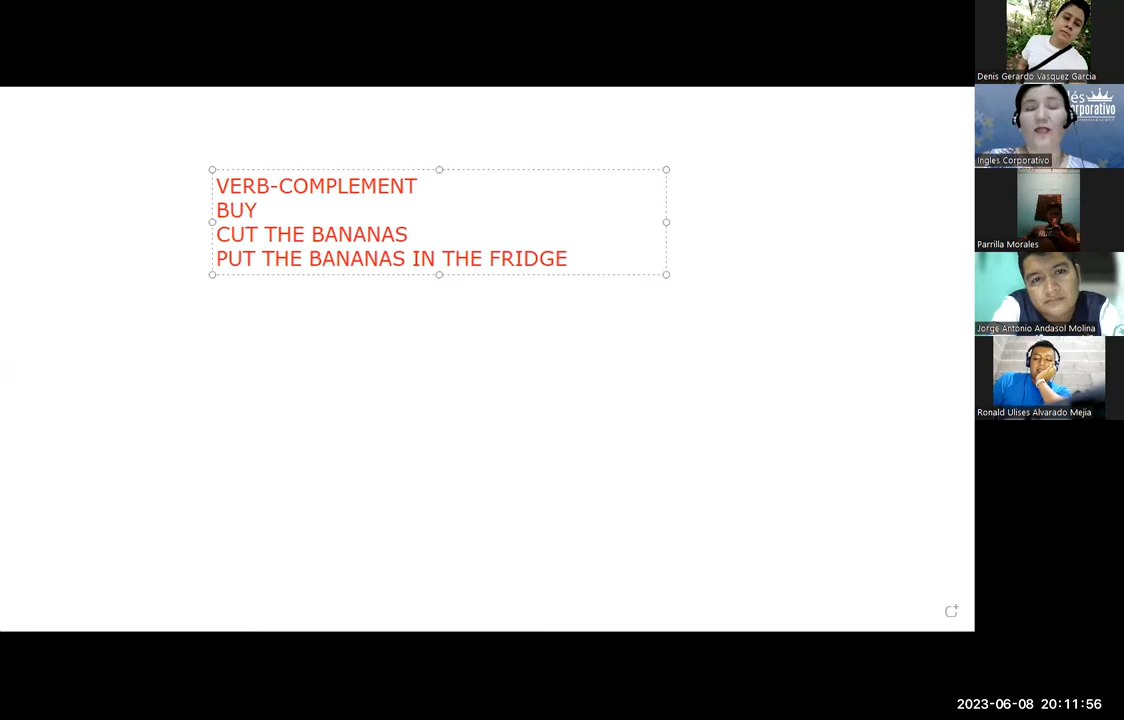 VERB-COMPLEMENT
BUY
CUT THE BANANAS
PUT THE BANANAS IN THE FRIDGE
Denis Gerardo Vasquez Garcia
Ingles Corporativo
Parrilla Morales
Jorge Antonio Andasol Molina
Ronald Ulises Alvarado Mejia
2023-06-08 20:11:56